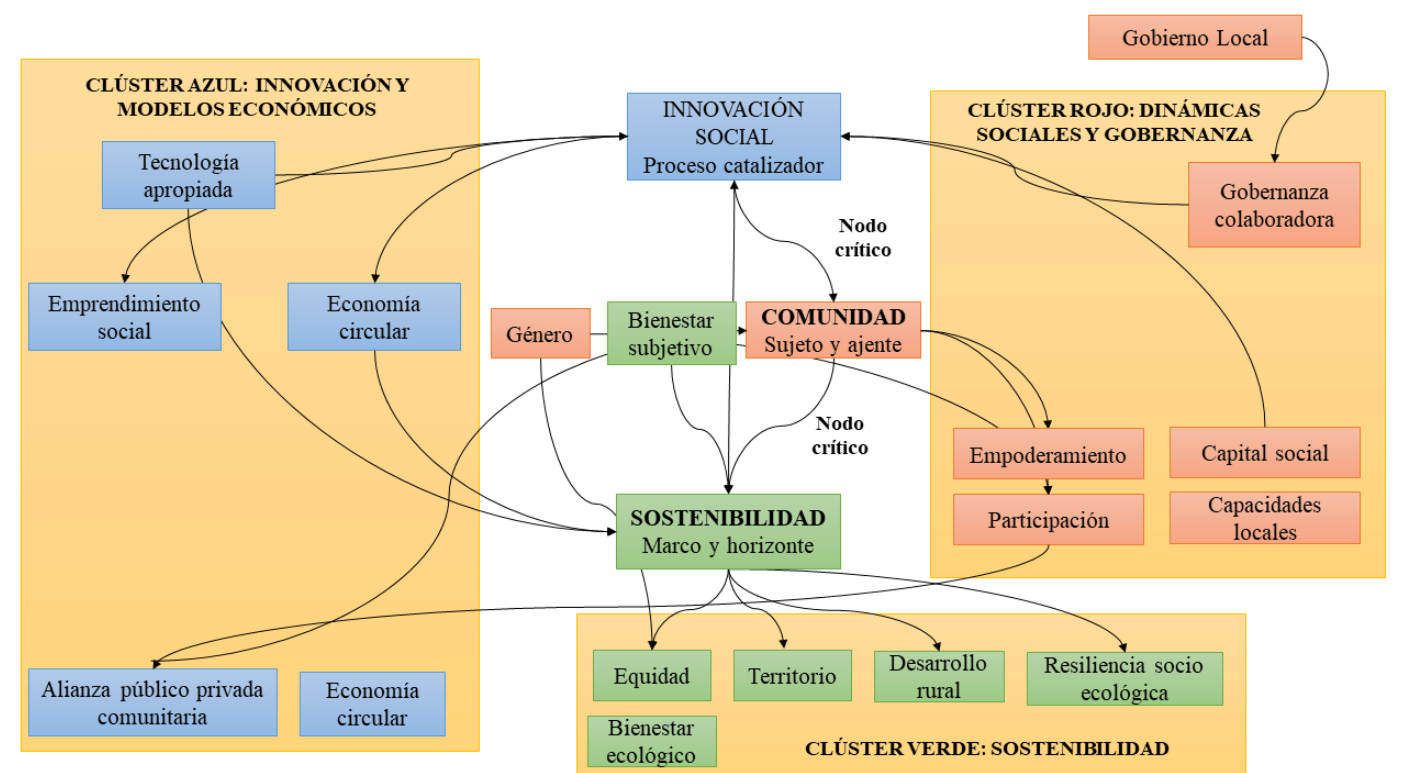 Gobierno Local
CLÚSTER AZUL: INNOVACIÓN Y
MODELOS ECONÓMICOS
INNOVACIÓN
SOCIAL
Proceso catalizador
CLÚSTER ROJO: DINÁMICAS
SOCIALES Y GOBERNANZA
Tecnología
apropiada
Gobernanza
colaboradora
Nodo
crítico
Emprendimiento
social
Economía
circular
Género
Bienestar
subjetivo
COMUNIDAD
Sujeto y ajente
Nodo
crítico
Empoderamiento
Capital social
SOSTENIBILIDAD
Marco y horizonte
Participación
Capacidades
locales
Alianza público privada
comunitaria
Economía
circular
Equidad
Territorio
Desarrollo
rural
Resiliencia socio
ecológica
Bienestar
ecológico
CLÚSTER VERDE: SOSTENIBILIDAD